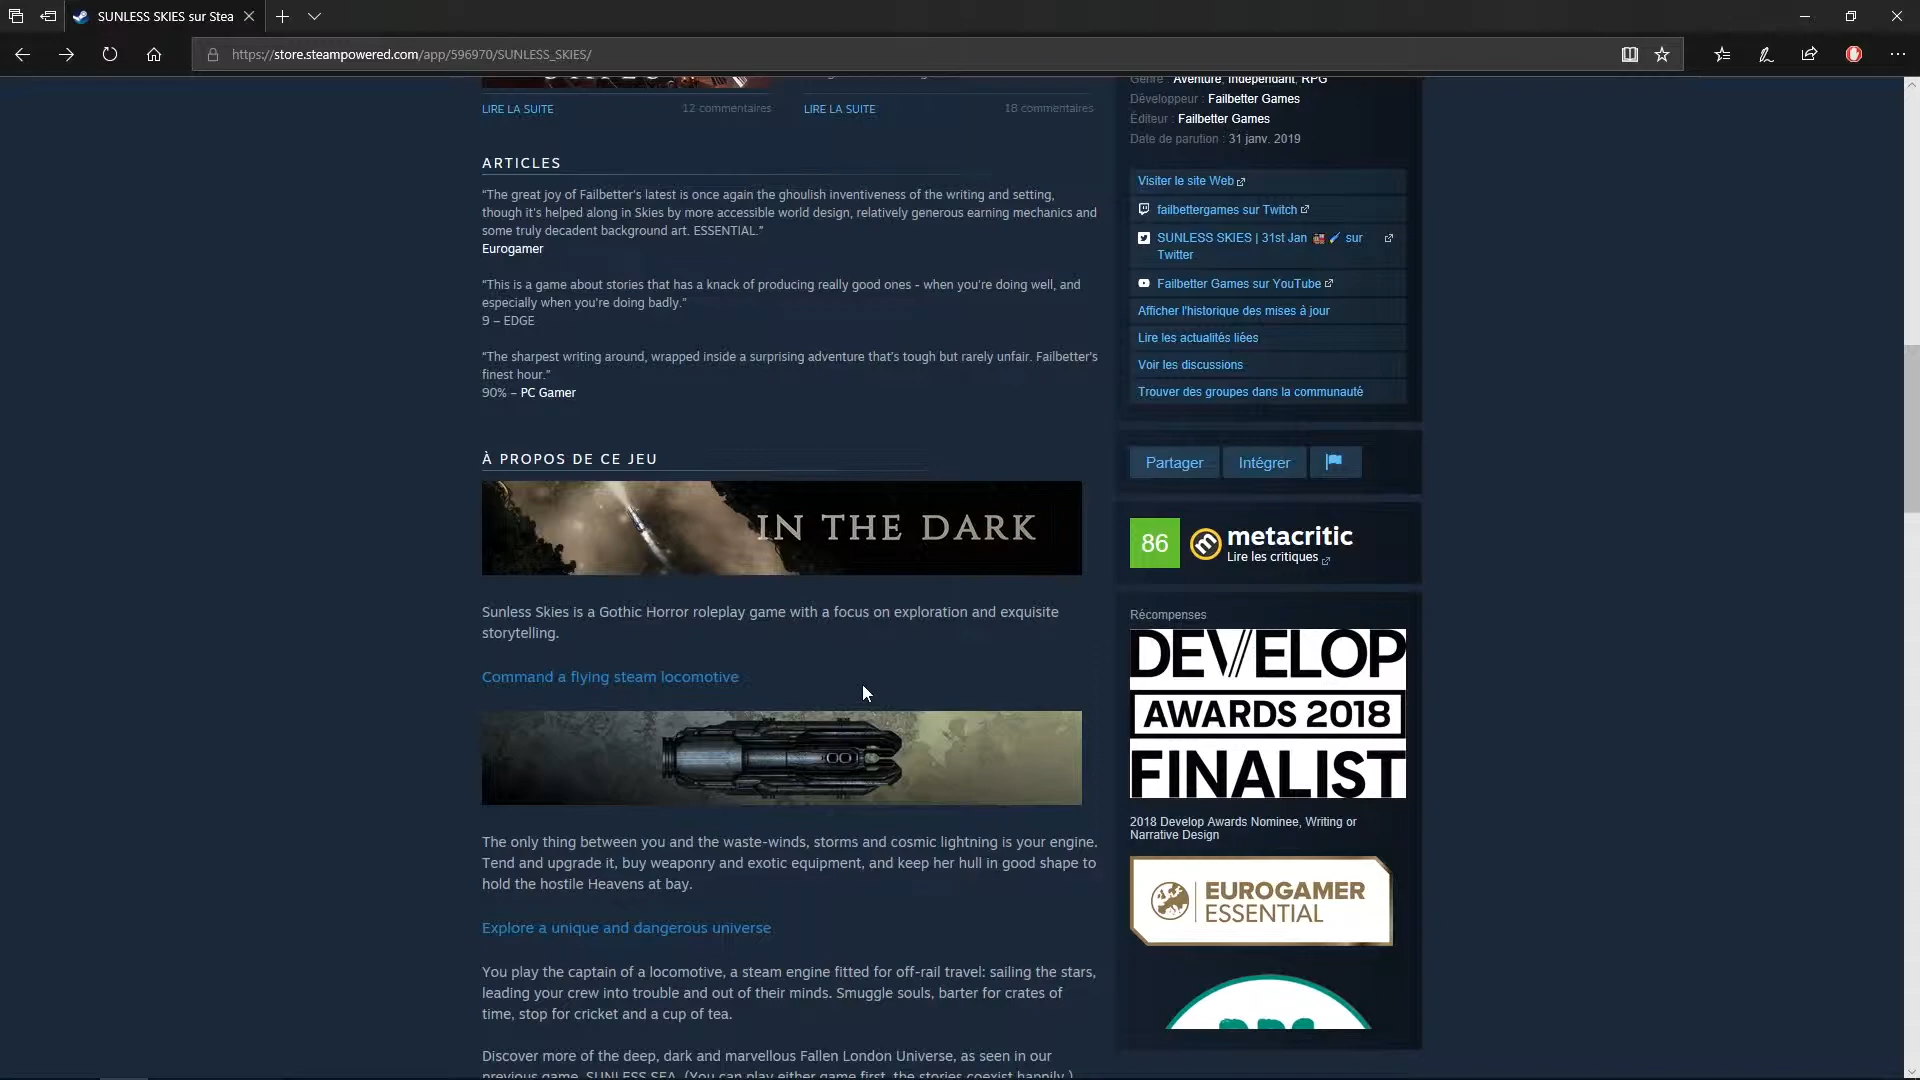 SUNLESS SKIES sur Stea
https://store.steampowered.com/app/596970/SUNLESS_SKIES/
LIRE LA SUITE
12 commentaires
LIRE LA SUITE
18 commentaires
ARTICLES
“The great joy of Failbetter's latest is once again the ghoulish inventiveness of the writing and setting,
though it's helped along in Skies by more accessible world design, relatively generous earning mechanics and
some truly decadent background art. ESSENTIAL.”
Eurogamer
“This is a game about stories that has a knack of producing really good ones - when you're doing well, and
especially when you're doing badly.”
9 – EDGE
“The sharpest writing around, wrapped inside a surprising adventure that's tough but rarely unfair. Failbetter's
finest hour.”
90% – PC Gamer
À PROPOS DE CE JEU
IN THE DARK
Sunless Skies is a Gothic Horror roleplay game with a focus on exploration and exquisite
storytelling.
Command a flying steam locomotive
The only thing between you and the waste-winds, storms and cosmic lightning is your engine.
Tend and upgrade it, buy weaponry and exotic equipment, and keep her hull in good shape to
hold the hostile Heavens at bay.
Explore a unique and dangerous universe
You play the captain of a locomotive, a steam engine fitted for off-rail travel: sailing the stars,
leading your crew into trouble and out of their minds. Smuggle souls, barter for crates of
time, stop for cricket and a cup of tea.
Discover more of the deep, dark and marvellous Fallen London Universe, as seen in our
previous game, SUNLESS SEA. (You can play either game first, the stories coexist happily.)
Genre : Aventure, Indépendant, RPG
Développeur : Failbetter Games
Éditeur : Failbetter Games
Date de parution : 31 janv. 2019
Visiter le site Web
failbettergames sur Twitch
SUNLESS SKIES | 31st Jan 🚂 🌠 sur
Twitter
Failbetter Games sur YouTube
Afficher l'historique des mises à jour
Lire les actualités liées
Voir les discussions
Trouver des groupes dans la communauté
Partager
Intégrer
86
metacritic
Lire les critiques
Récompenses
DEVELOP
AWARDS 2018
FINALIST
2018 Develop Awards Nominee, Writing or
Narrative Design
EUROGAMER
ESSENTIAL